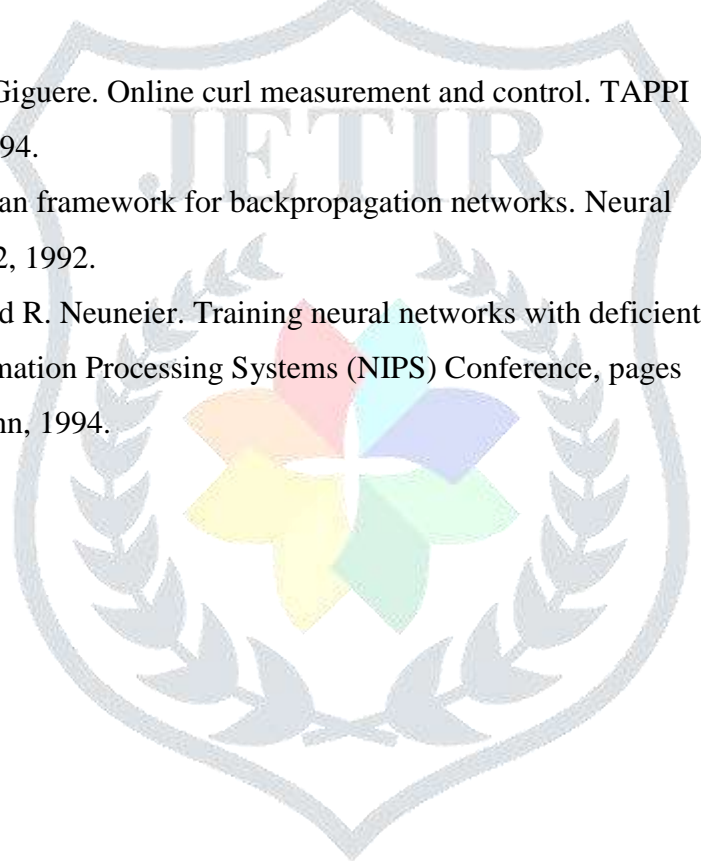 JETIR
Giguere. Online curl measurement and control. TAPPI
94.
an framework for backpropagation networks. Neural
2, 1992.
d R. Neuneier. Training neural networks with deficient
mation Processing Systems (NIPS) Conference, pages
nn, 1994.